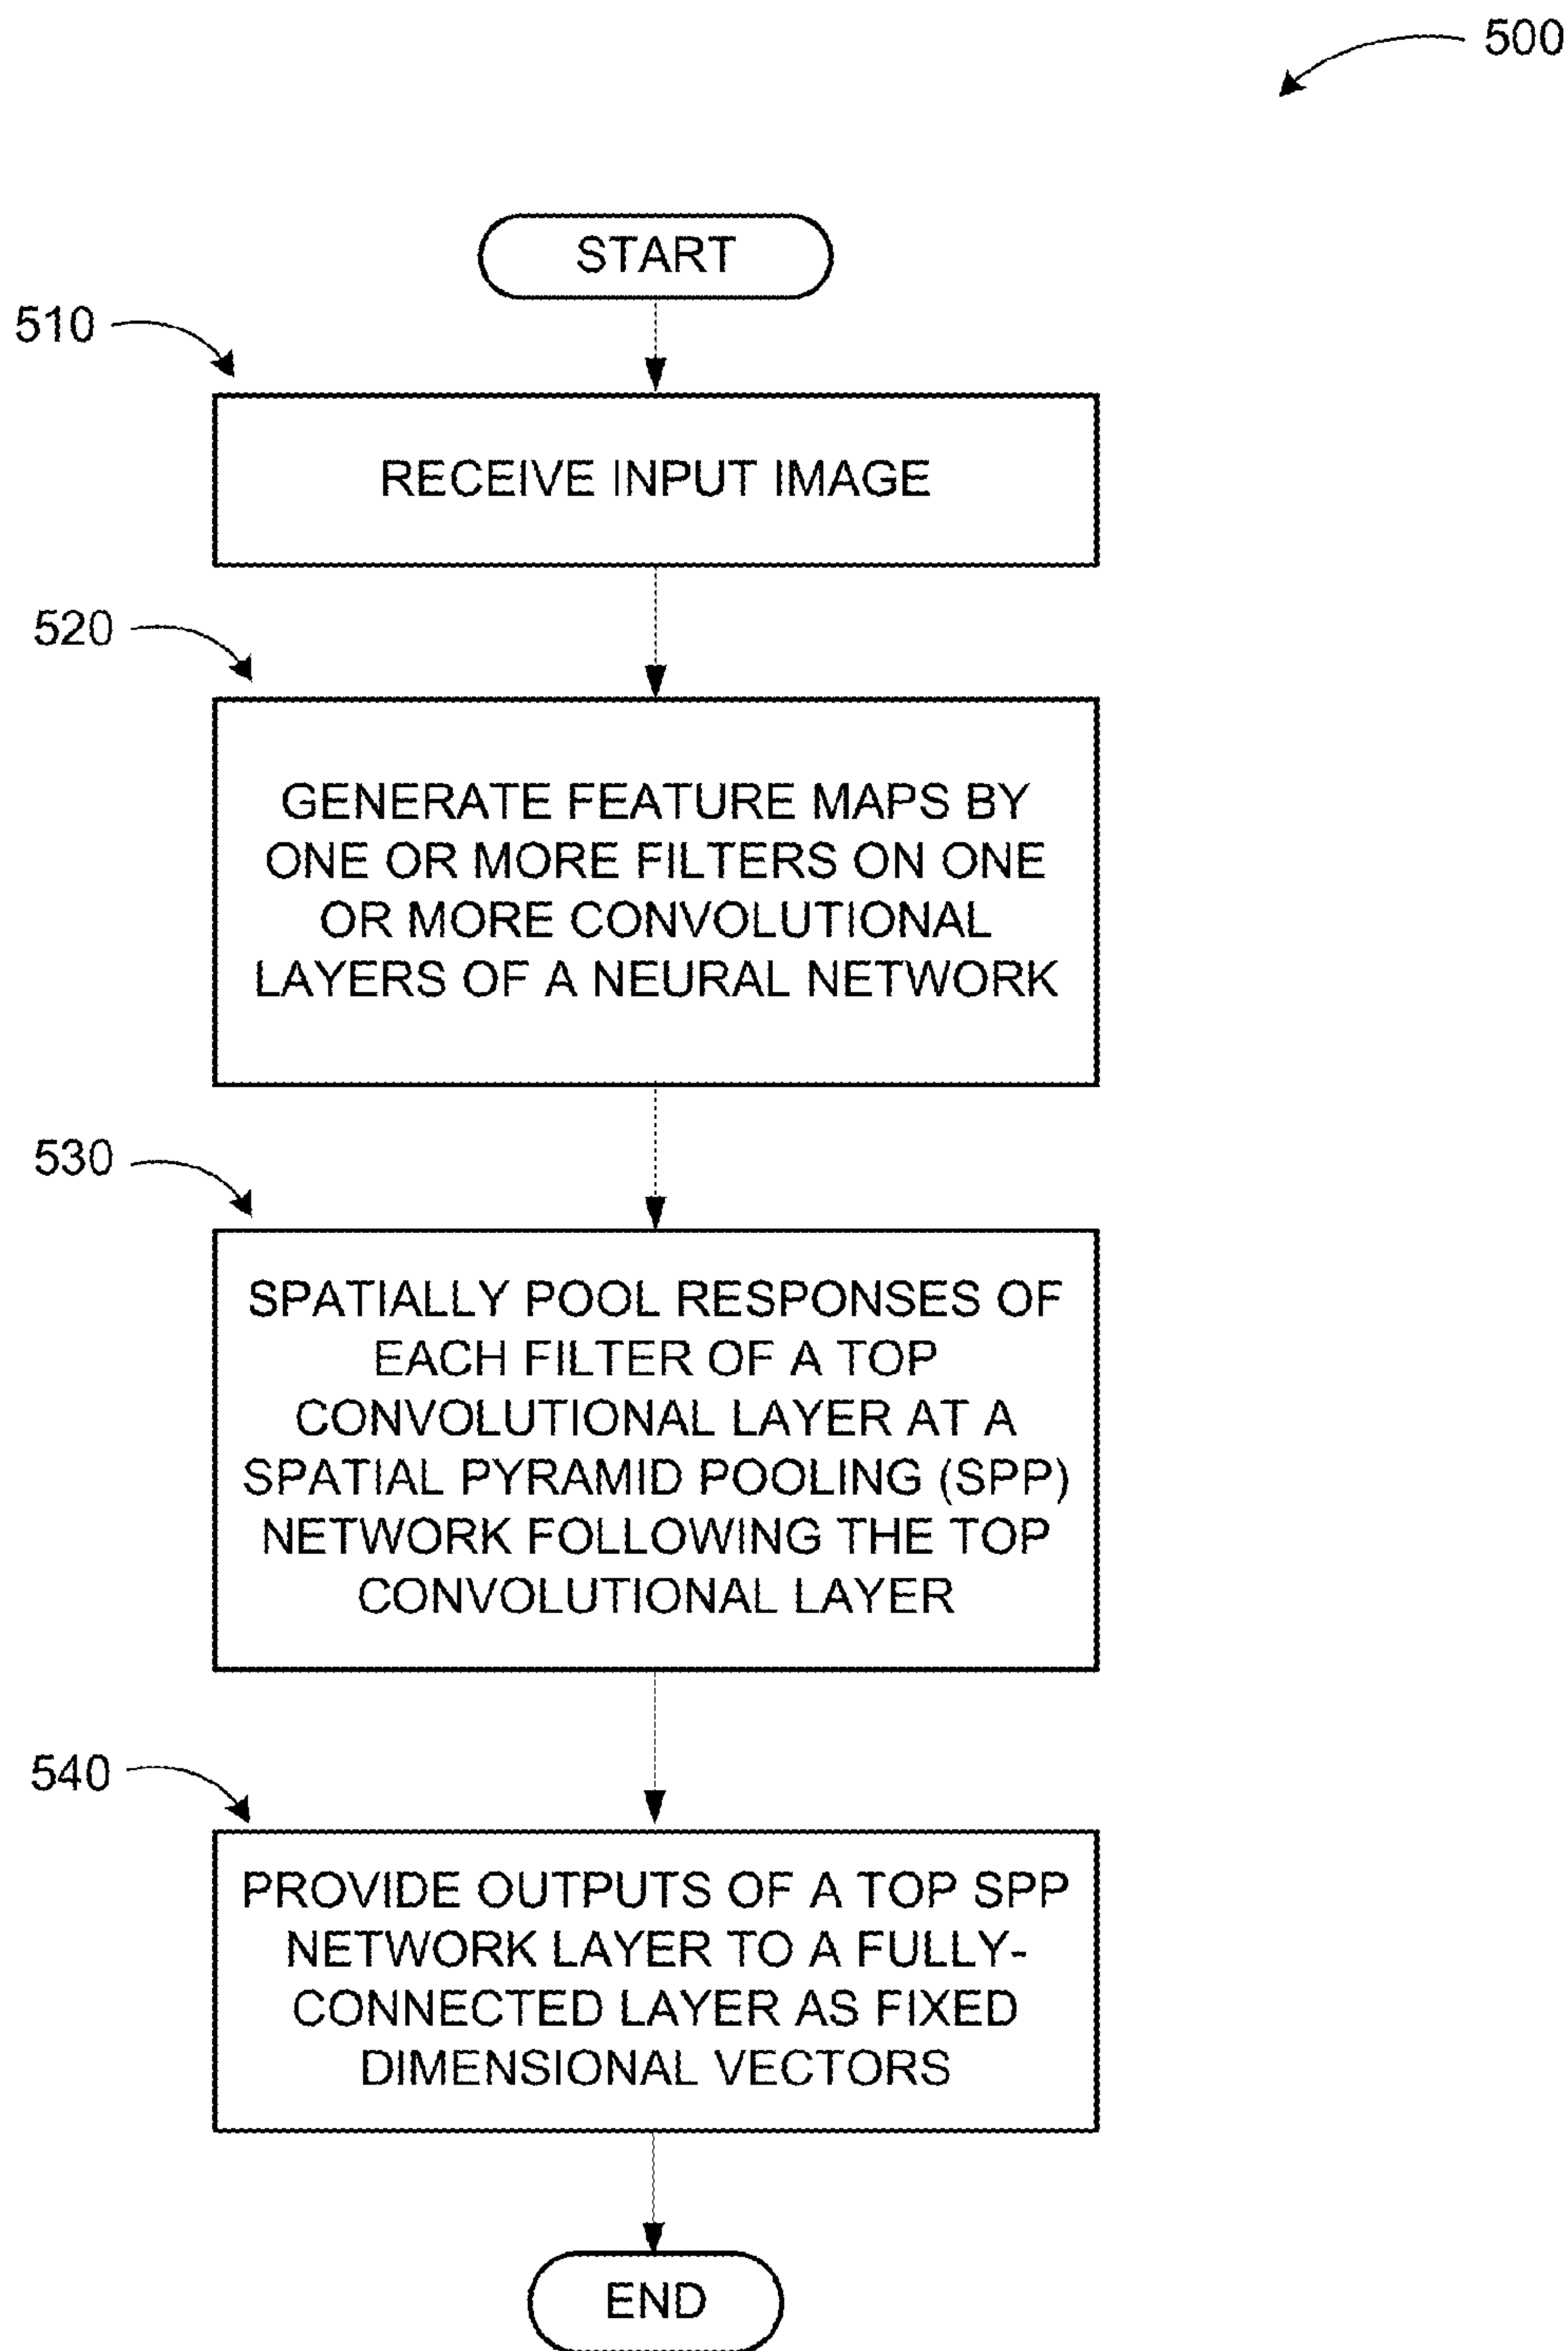 500
START
510
RECEIVE INPUT IMAGE
520
GENERATE FEATURE MAPS BY
ONE OR MORE FILTERS ON ONE
OR MORE CONVOLUTIONAL
LAYERS OF A NEURAL NETWORK
530
SPATIALLY POOL RESPONSES OF
EACH FILTER OF A TOP
CONVOLUTIONAL LAYER AT A
SPATIAL PYRAMID POOLING (SPP)
NETWORK FOLLOWING THE TOP
CONVOLUTIONAL LAYER
540
PROVIDE OUTPUTS OF A TOP SPP
NETWORK LAYER TO A FULLY-
CONNECTED LAYER AS FIXED
DIMENSIONAL VECTORS
END